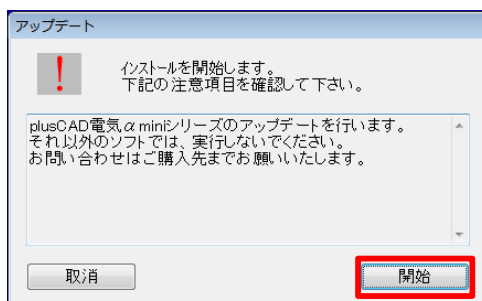 アップデート
!
インストールを開始します。
下記の注意項目を確認して下さい。
plusCAD電気αminiシリーズのアップデートを行います。
それ以外のソフトでは、実行しないでください。
お問い合わせはご購入先までお願いいたします。
取消
開始